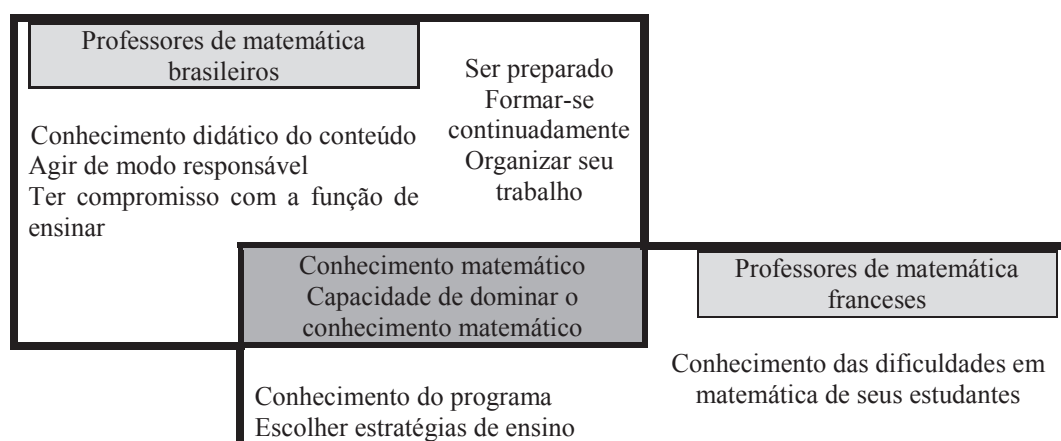 Professores de matemática
brasileiros
Conhecimento didático do conteúdo
Agir de modo responsável
Ter compromisso com a função de
ensinar
Ser preparado
Formar-se
continuadamente
Organizar seu
trabalho
Conhecimento matemático
Capacidade de dominar o
conhecimento matemático
Professores de matemática
franceses
Conhecimento das dificuldades em
matemática de seus estudantes
Conhecimento do programa
Escolher estratégias de ensino